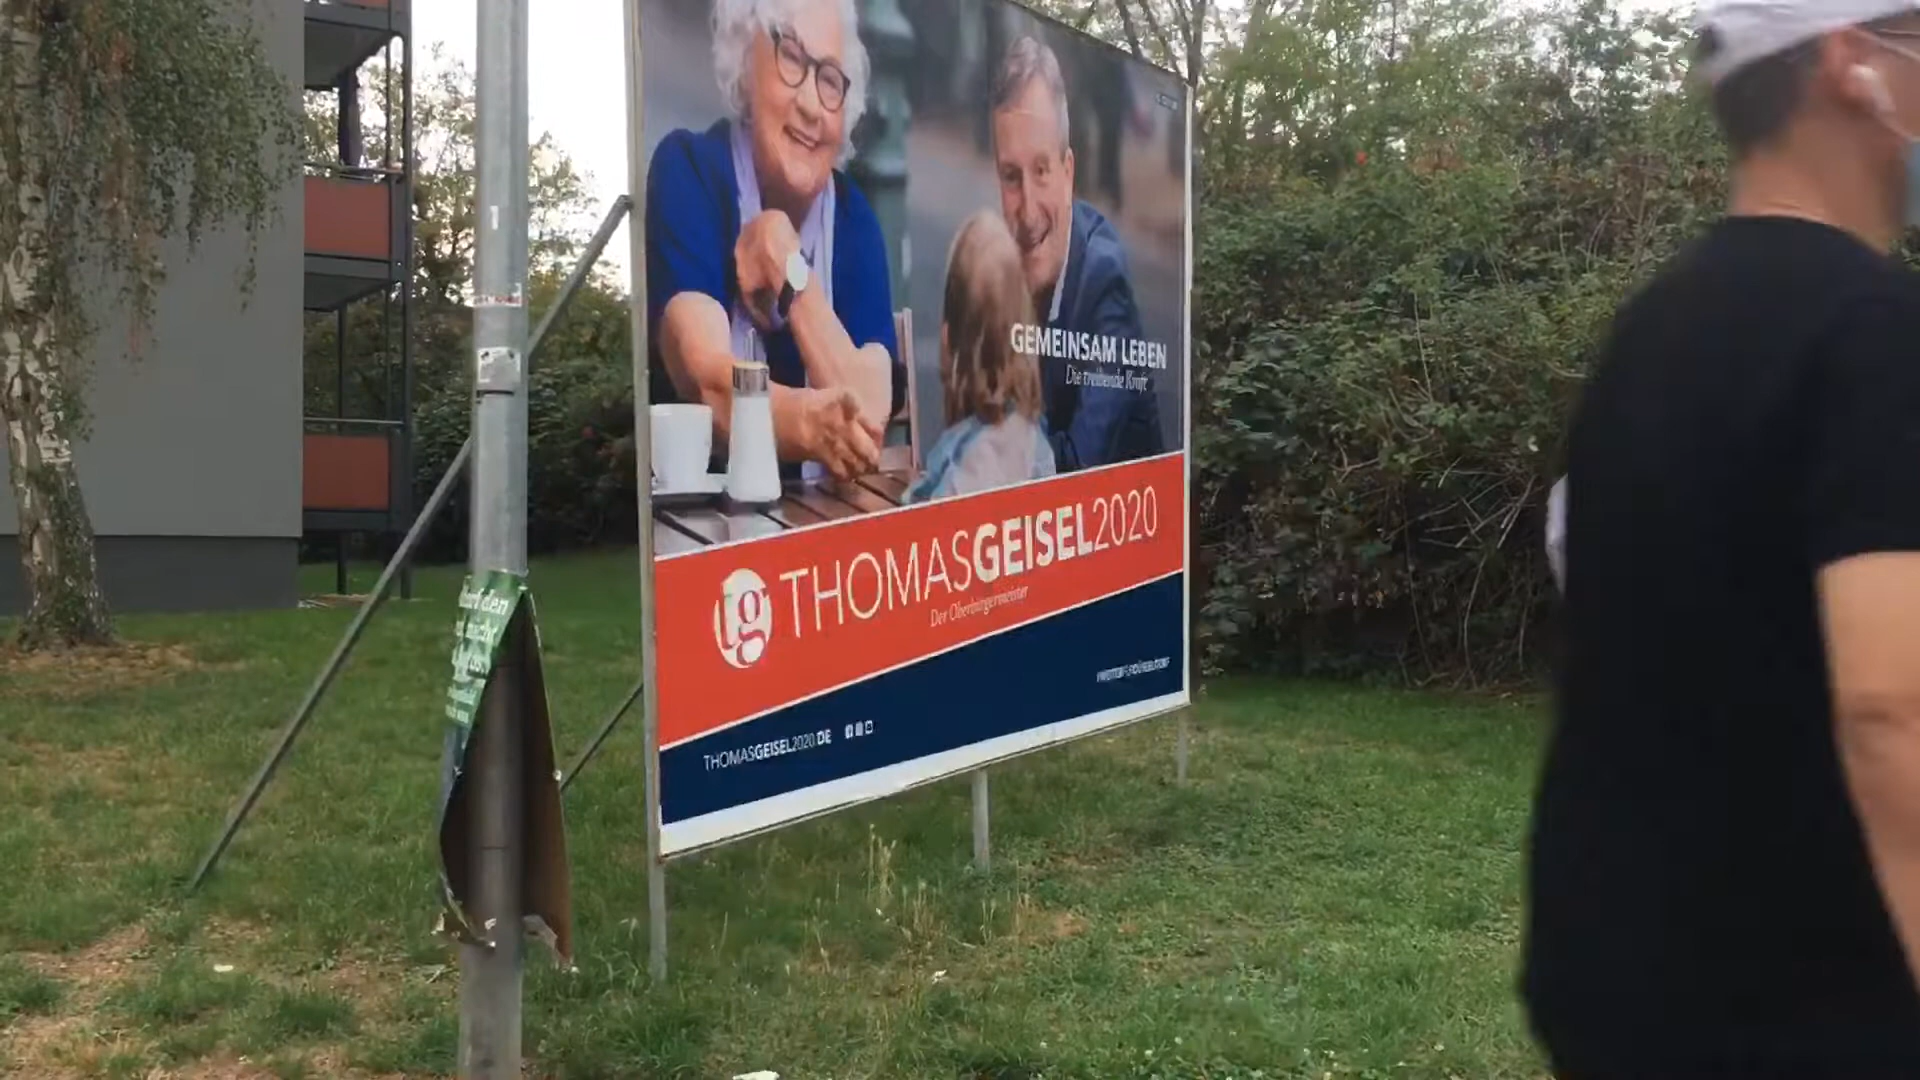 GEMEINSAM LEBEN
Die treibende Kraft
tg THOMASGEISEL2020
Der Oberbürgermeister
THOMASGEISEL2020.DE